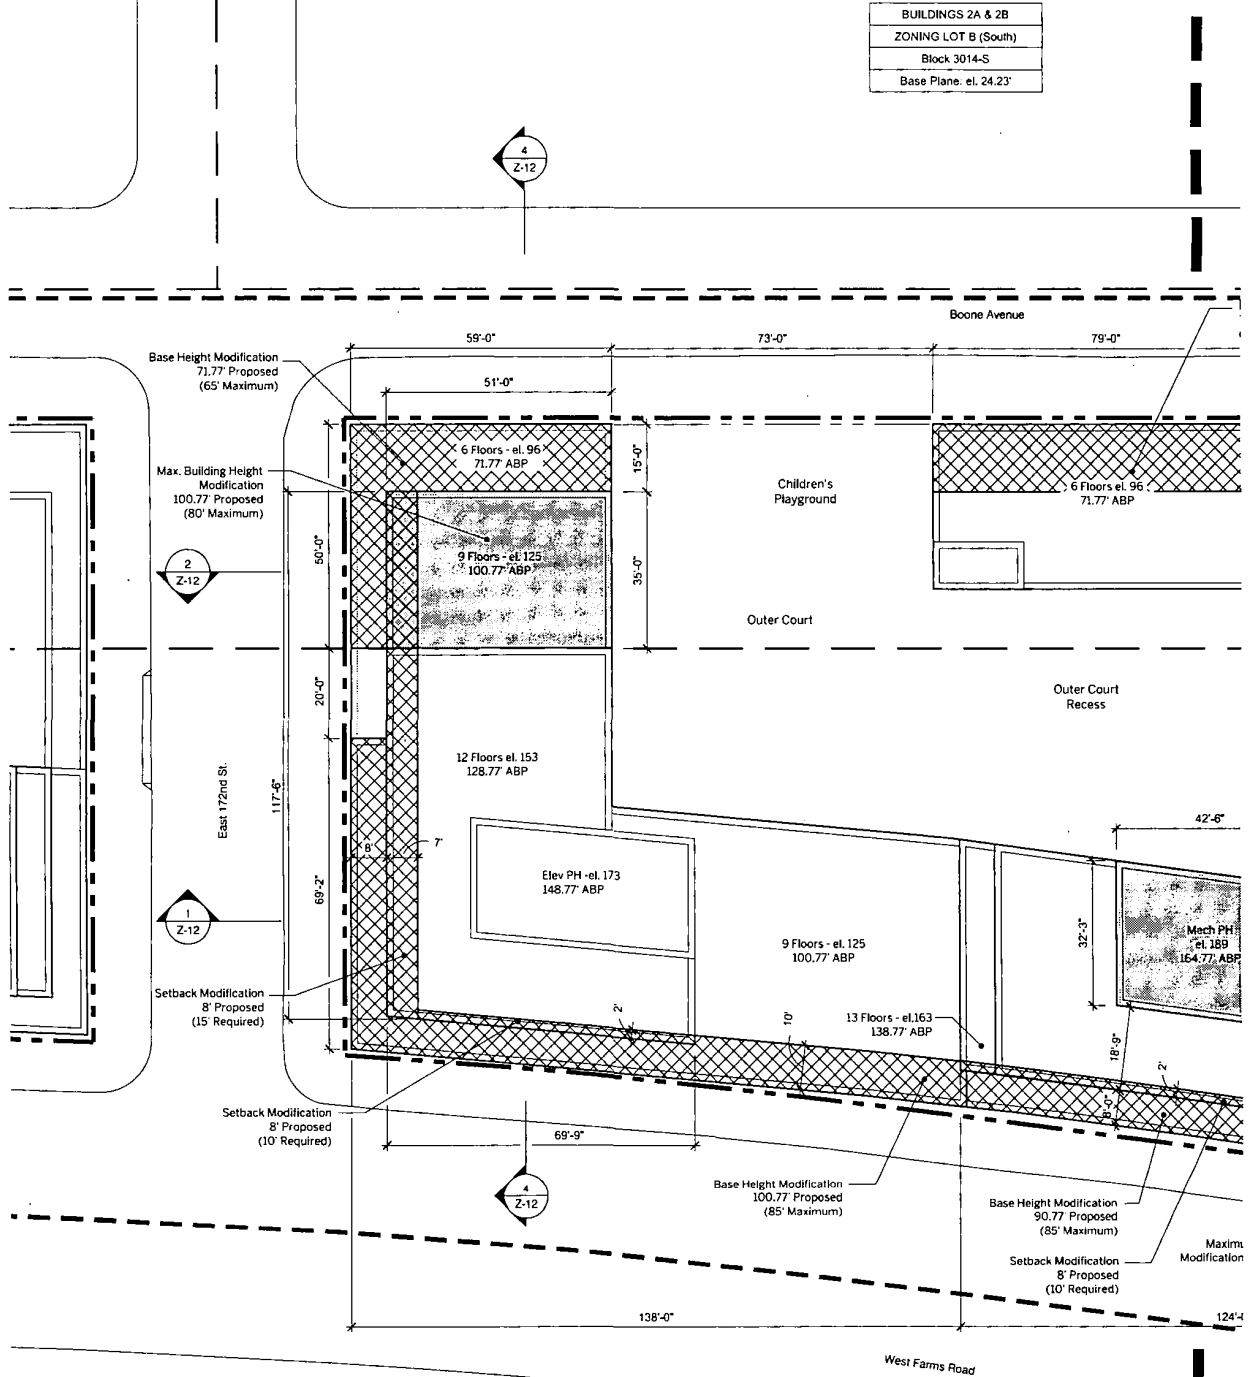 BUILDINGS 2A & 2B
ZONING LOT B (South)
Block 3014-S
Base Plane. el. 24.23'
4
Z-12
Boone Avenue
59'-0"
73'-0"
79'-0"
Base Height Modification
71.77' Proposed
(65' Maximum)
51'-0"
6 Floors - el. 96
71.77' ABP
15'-0"
Children's
Playground
6 Floors el. 96
71.77' ABP
Max. Building Height
Modification
100.77' Proposed
(80' Maximum)
50'-0"
9 Floors - el. 125
100.77' ABP
35'-0"
2
Z-12
Outer Court
20'-0"
Outer Court
Recess
12 Floors el. 153
128.77' ABP
East 172nd St.
117'-6"
42'-6"
8'
7'
Elev PH -el. 173
148.77' ABP
69'-2"
1
Z-12
32'-3"
Mech PH
el. 189
164.77' ABP
9 Floors - el. 125
100.77' ABP
Setback Modification
8' Proposed
(15' Required)
2'
10'
13 Floors - el.163
138.77' ABP
18'-9"
2'
8'-0"
Setback Modification
8' Proposed
(10' Required)
69'-9"
4
Z-12
Base Height Modification
100.77' Proposed
(85' Maximum)
Base Height Modification
90.77' Proposed
(85' Maximum)
Setback Modification
8' Proposed
(10' Required)
Modification
138'-0"
West Farms Road